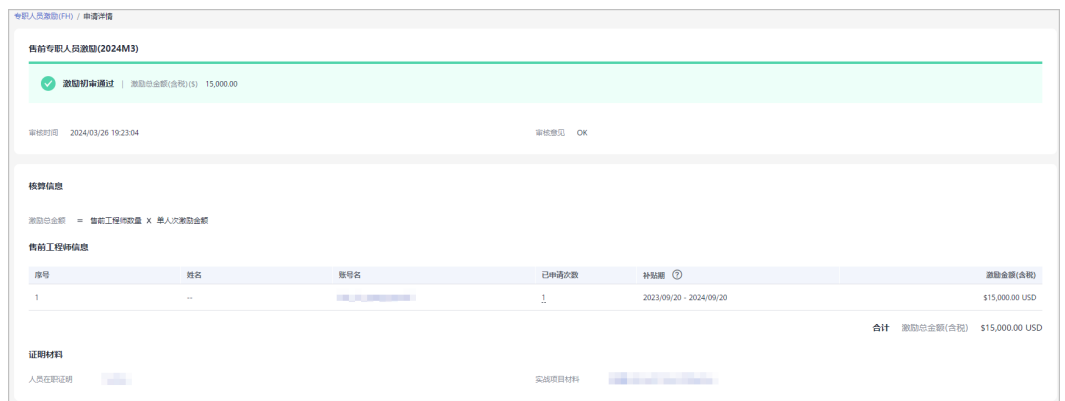 专职人员激励(FH) / 申请详情
售前专职人员激励(2024M3)
激励初审通过 | 激励总金额(含税)($) 15,000.00
审核时间 2024/03/26 19:23:04 审核意见 OK
核算信息
激励总金额 = 售前工程师数量 X 单人次激励金额
售前工程师信息
序号 姓名 账号名 已申请次数 补贴期 ? 激励金额(含税)
1 -- 1 2023/09/20 - 2024/09/20 $15,000.00 USD
合计 激励总金额(含税) $15,000.00 USD
证明材料
人员在职证明 实战项目材料